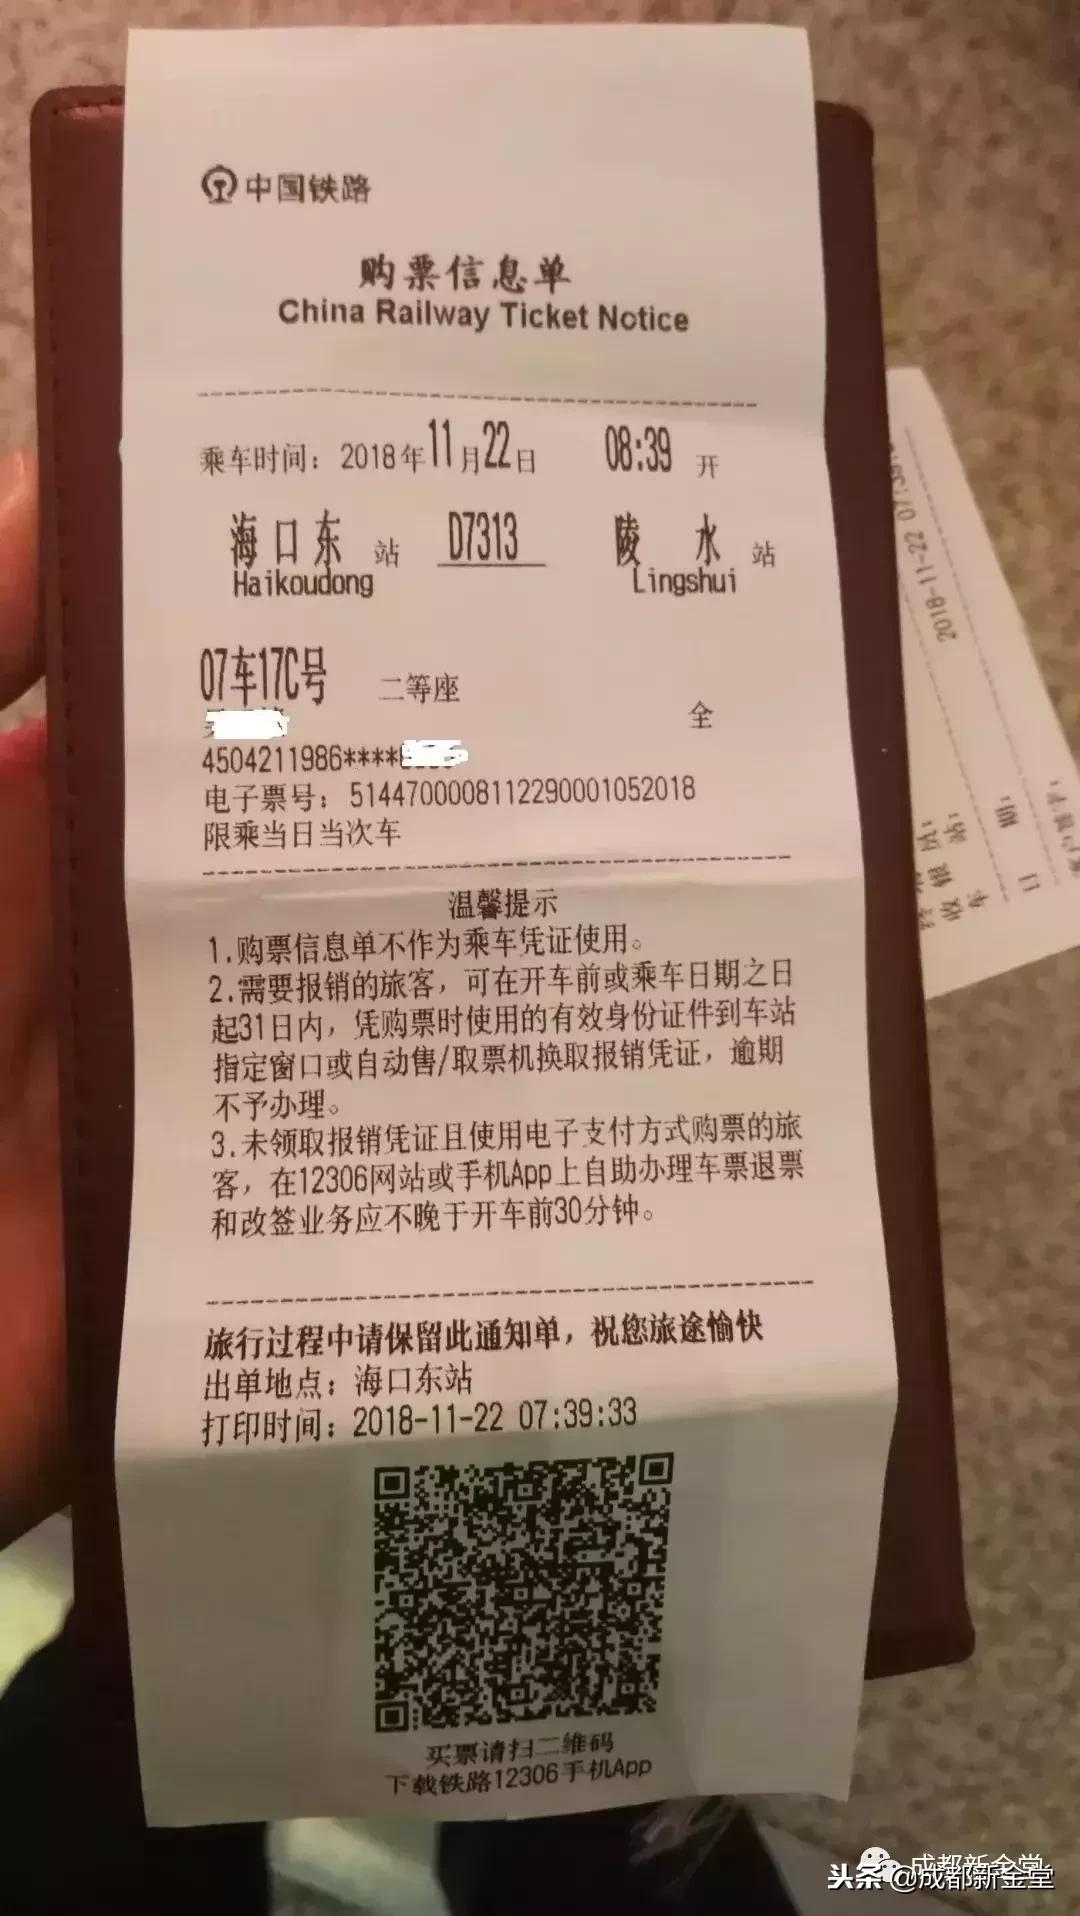 中国铁路
购票信息单
China Railway Ticket Notice
乘车时间：2018年11月22日 08:39 开
海口东 站 D7313 陵水 站
Haikoudong Lingshui
07车17C号 二等座
全
4504211986****
电子票号：5144700008112290001052018
限乘当日当次车
温馨提示
1.购票信息单不作为乘车凭证使用。
2.需要报销的旅客，可在开车前或乘车日期之日
起31日内，凭购票时使用的有效身份证件到车站
指定窗口或自动售/取票机换取报销凭证，逾期
不予办理。
3.未领取报销凭证且使用电子支付方式购票的旅
客，在12306网站或手机App上自助办理车票退票
和改签业务应不晚于开车前30分钟。
旅行过程中请保留此通知单，祝您旅途愉快
出单地点：海口东站
打印时间：2018-11-22 07:39:33
买票请扫二维码
下载铁路12306手机App
2018-11-22
成都新金堂
头条 @成都新金堂